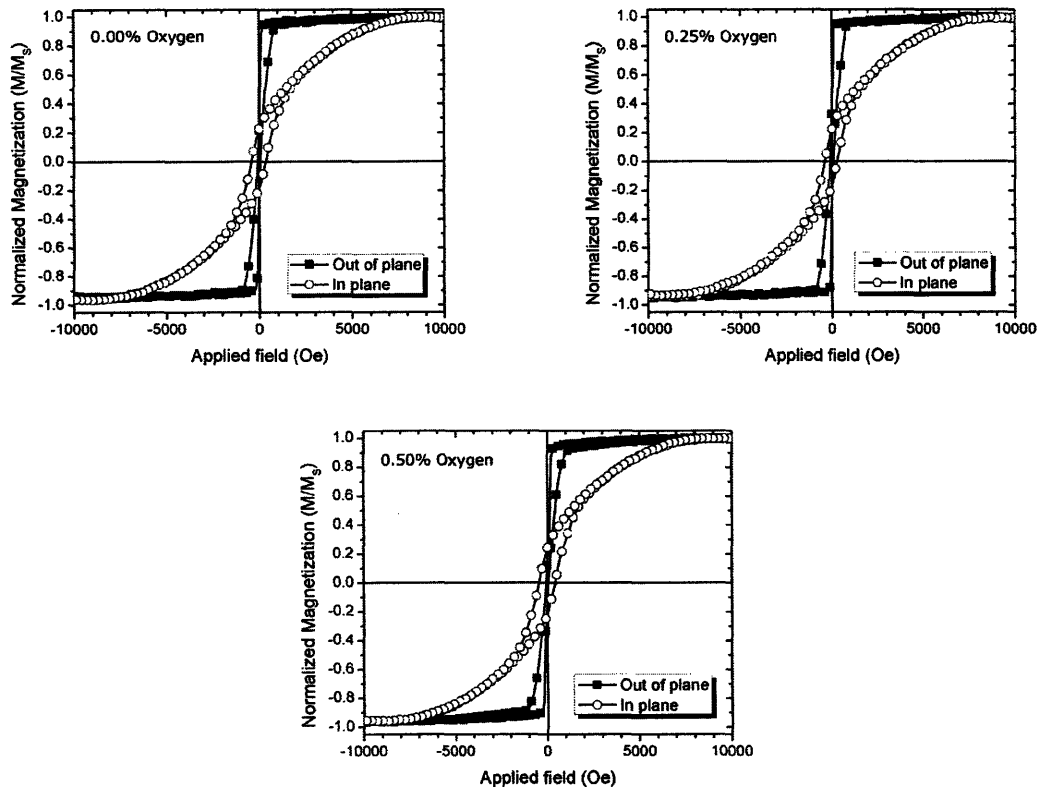 0.00% Oxygen
Normalized Magnetization (M/MS)
1.0
0.8
0.6
0.4
0.2
0.0
-0.2
-0.4
-0.6
-0.8
-1.0
Out of plane
In plane
-10000 -5000 0 5000 10000
Applied field (Oe)
0.25% Oxygen
Normalized Magnetization (M/MS)
1.0
0.8
0.6
0.4
0.2
0.0
-0.2
-0.4
-0.6
-0.8
-1.0
Out of plane
In plane
-10000 -5000 0 5000 10000
Applied field (Oe)
0.50% Oxygen
Normalized Magnetization (M/MS)
1.0
0.8
0.6
0.4
0.2
0.0
-0.2
-0.4
-0.6
-0.8
-1.0
Out of plane
In plane
-10000 -5000 0 5000 10000
Applied field (Oe)